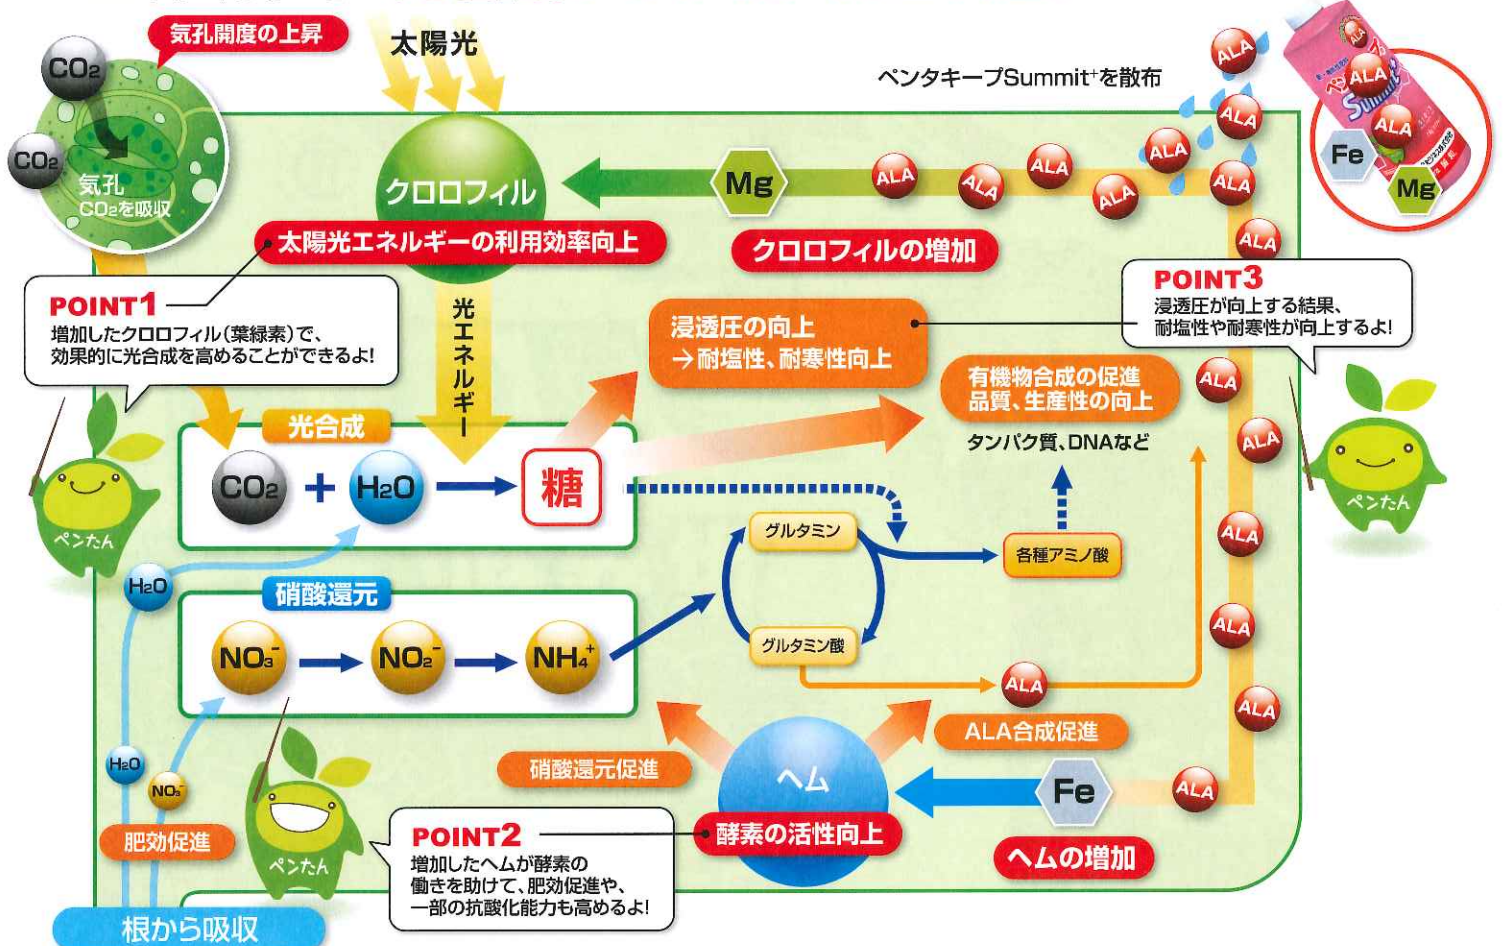 気孔開度の上昇
CO2
CO2
気孔
CO2を吸収
太陽光
ペンタキープSummit+を散布
ALA
ALA
ALA
ALA
ALA
ALA
ALA
ALA
ALA
ALA
ALA
ALA
Summit
Fe
Mg
クロロフィル
Mg
太陽光エネルギーの利用効率向上
クロロフィルの増加
POINT1
増加したクロロフィル(葉緑素)で、
効果的に光合成を高めることができるよ!
光エネルギー
浸透圧の向上
→耐塩性、耐寒性向上
POINT3
浸透圧が向上する結果、
耐塩性や耐寒性が向上するよ!
有機物合成の促進
品質、生産性の向上
タンパク質、DNAなど
ALA
ALA
ALA
ALA
ALA
ALA
ペンたん
ペンたん
光合成
CO2
+
H2O
糖
グルタミン
各種アミノ酸
グルタミン酸
ALA
H2O
硝酸還元
NO3-
NO2-
NH4+
ALA合成促進
硝酸還元促進
ヘム
Fe
酵素の活性向上
ヘムの増加
H2O
NO3-
肥効促進
ペンたん
POINT2
増加したヘムが酵素の
働きを助けて、肥効促進や、
一部の抗酸化能力も高めるよ!
根から吸収